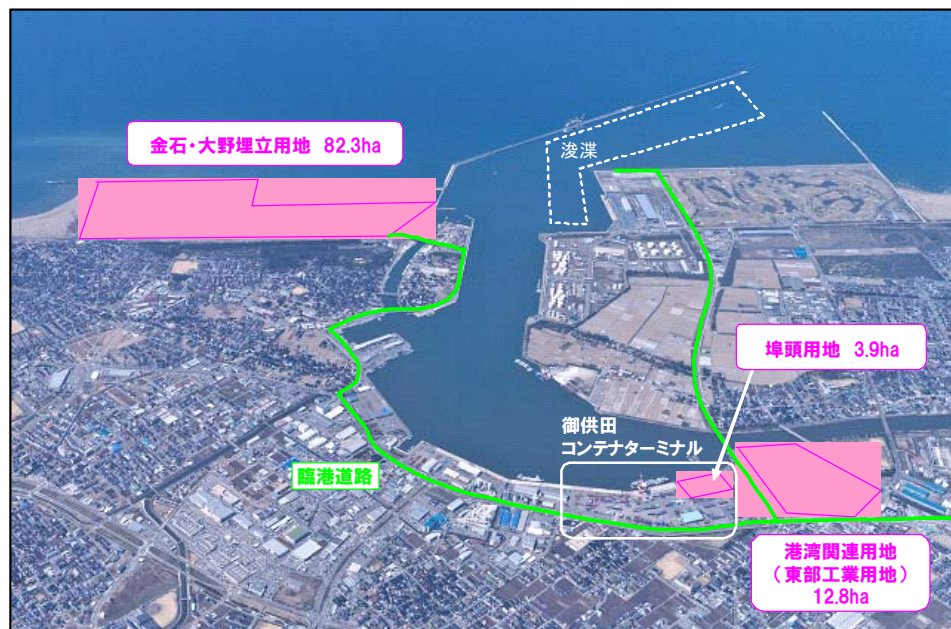 金石・大野埋立用地 82.3ha
浚渫
埠頭用地 3.9ha
御供田
コンテナターミナル
臨港道路
港湾関連用地
（東部工業用地）
12.8ha